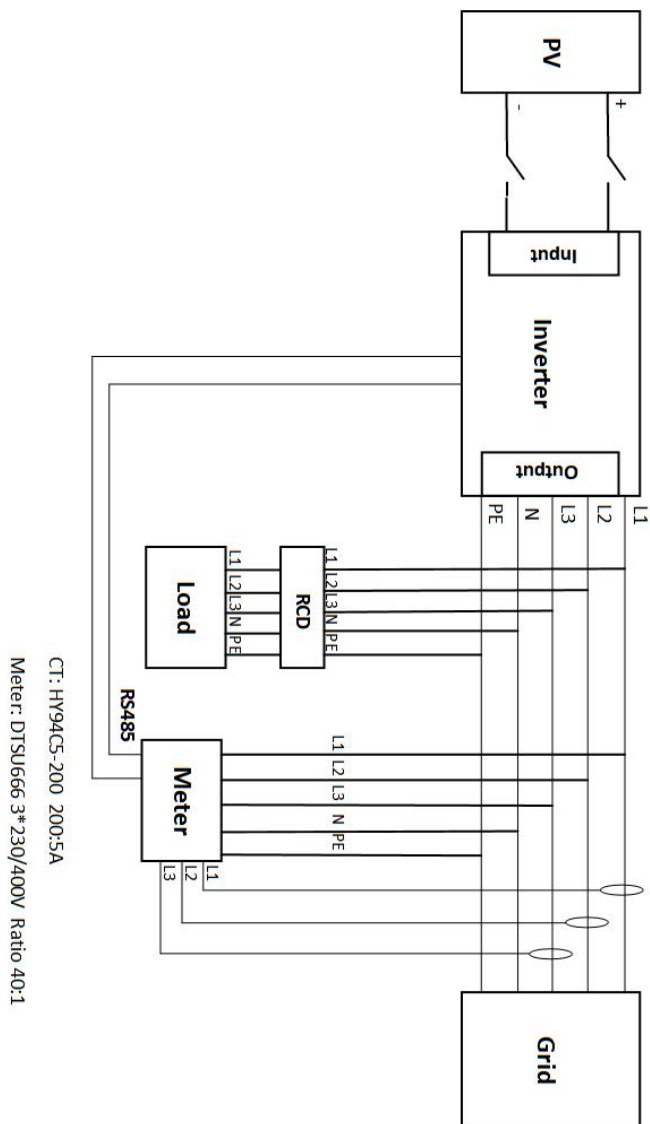 PV
+
-
Input
Inverter
Output
L1
L2
L3
N
PE
L1
L2
L3
N
PE
RCD
L1
L2
L3
N
PE
Load
L1
L2
L3
N
PE
RS485
Meter
L1
L2
L3
Grid
CT: HY94C5-200 200:5A
Meter: DTSU666 3*230/400V Ratio 40:1